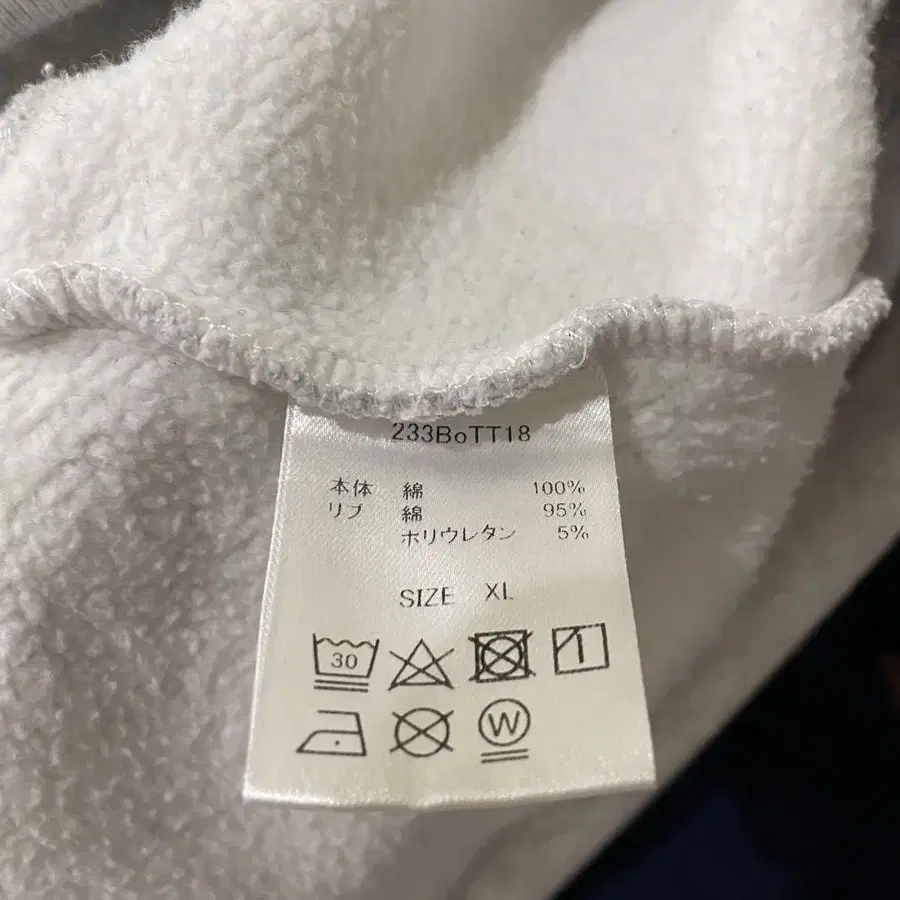 233BoTT18
本体 綿 100%
リブ 綿 95%
ポリウレタン 5%
SIZE XL
30
W